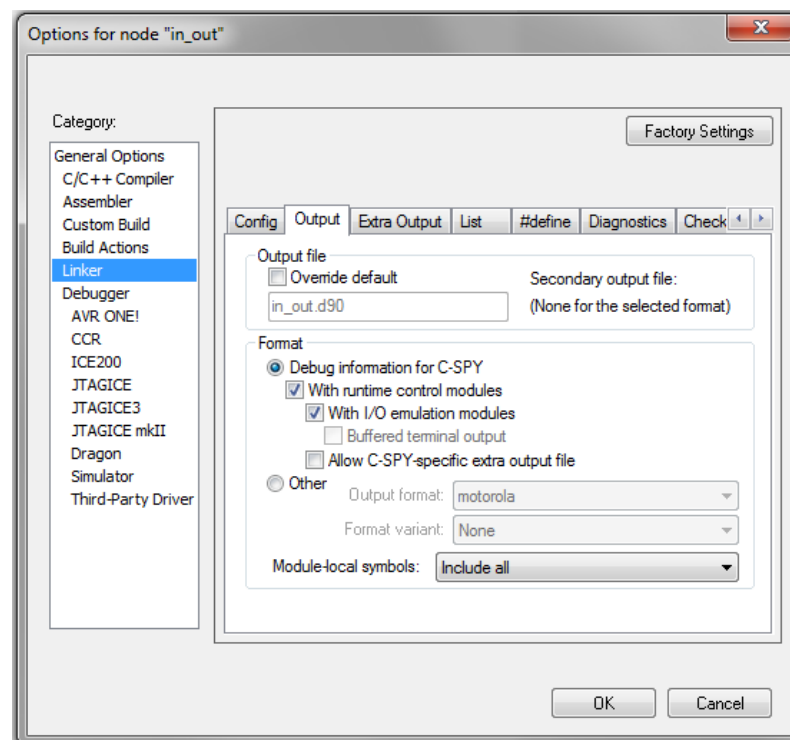 Options for node "in_out"
Category:
Factory Settings
General Options
C/C++ Compiler
Assembler
Custom Build
Build Actions
Linker
Debugger
AVR ONE!
CCR
ICE200
JTAGICE
JTAGICE3
JTAGICE mkII
Dragon
Simulator
Third-Party Driver
Config Output Extra Output List #define Diagnostics Check
Output file
Override default
Secondary output file:
in_out.d90
(None for the selected format)
Format
Debug information for C-SPY
With runtime control modules
With I/O emulation modules
Buffered terminal output
Allow C-SPY-specific extra output file
Other
Output format: motorola
Format variant: None
Module-local symbols: Include all
OK Cancel